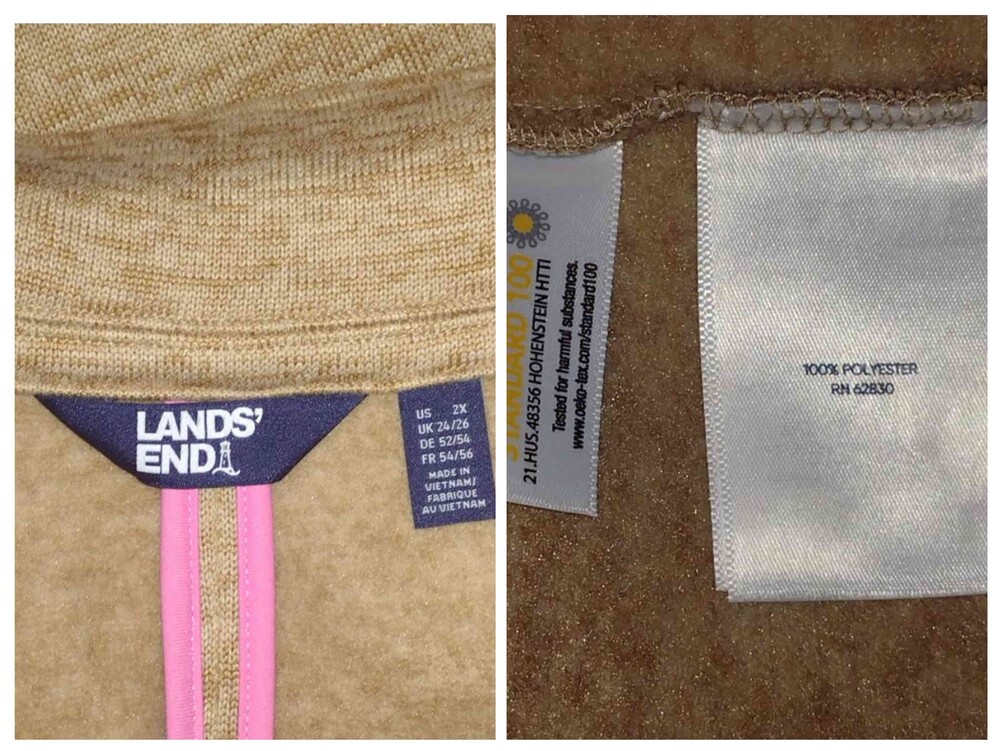 LANDS'
END
US 2X
UK 24/26
DE 52/54
FR 54/56
MADE IN
VIETNAM/
FABRIQUE
AU VIETNAM
STANDARD 100
21.HUS.48356 HOHENSTEIN HTTI
Tested for harmful substances.
www.oeko-tex.com/standard100
100% POLYESTER
RN 62830